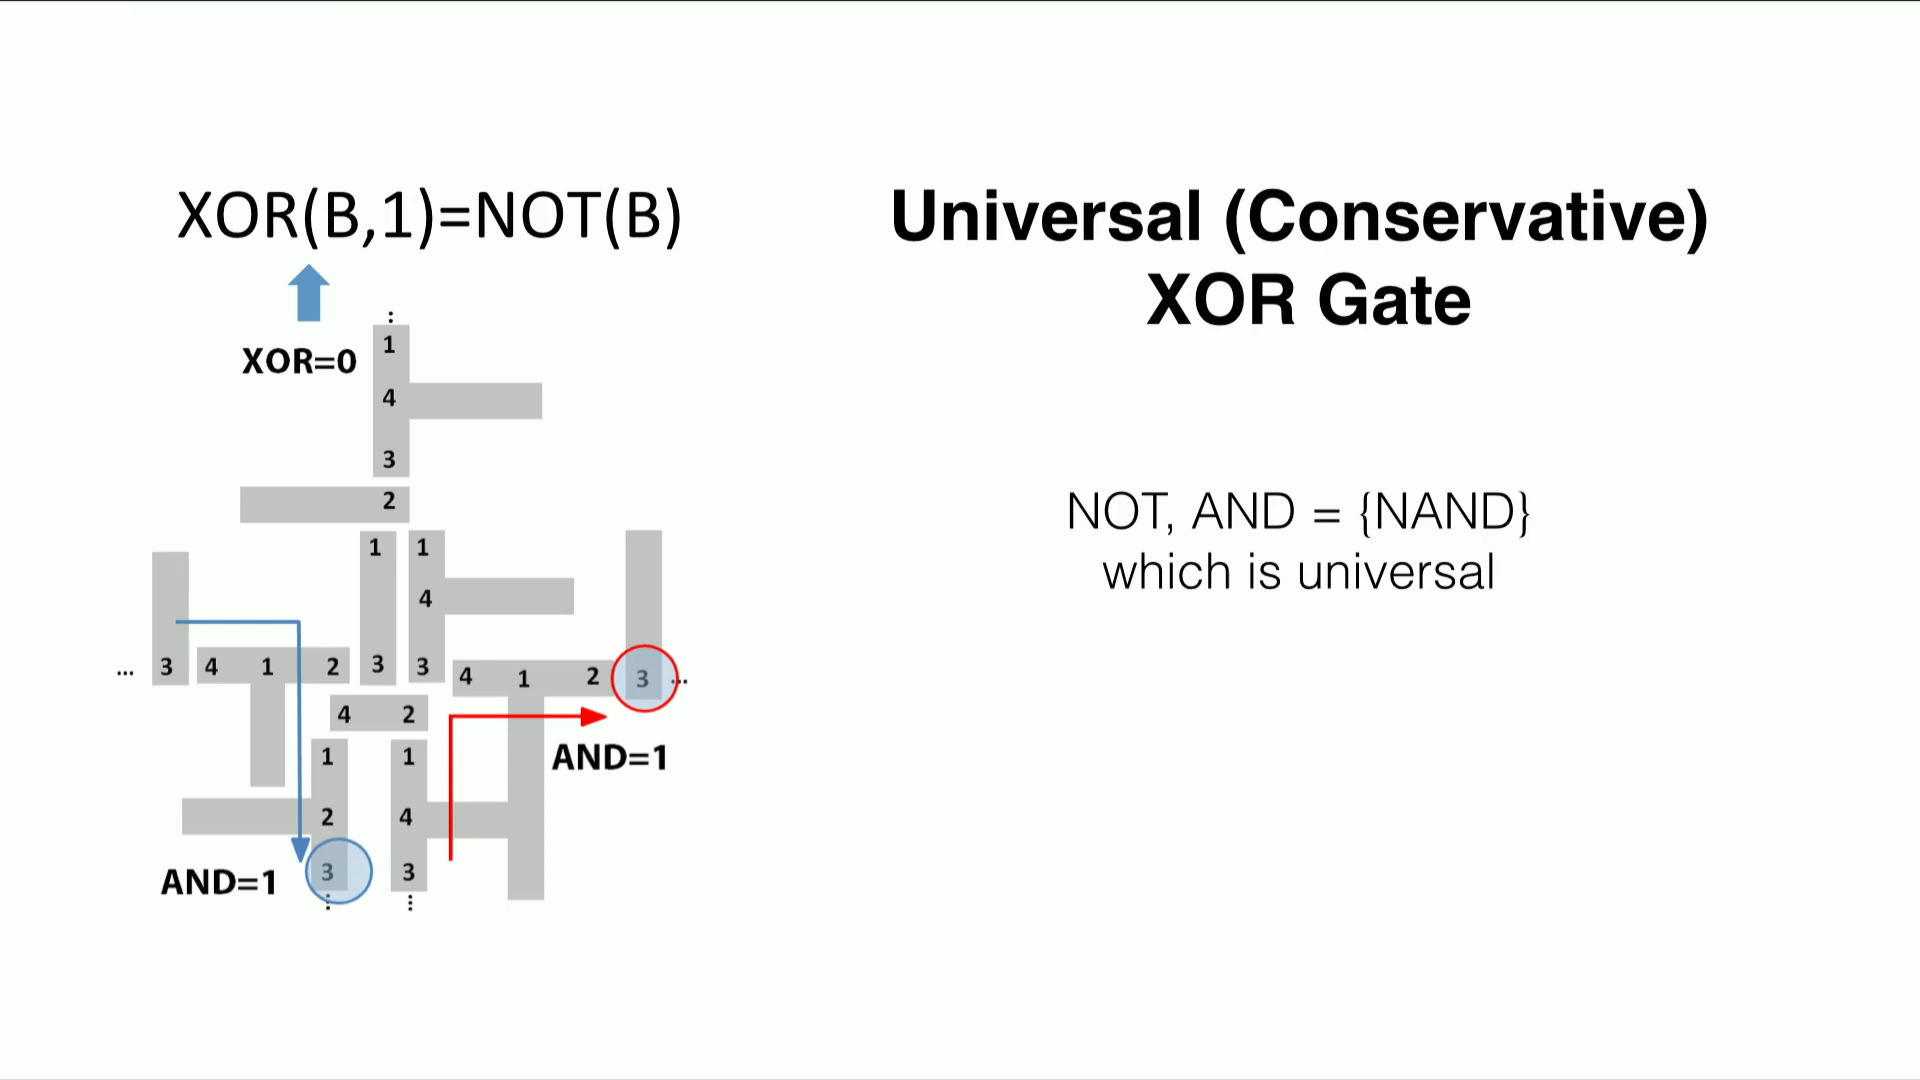 XOR(B,1)=NOT(B)
Universal (Conservative)
XOR Gate
XOR=0
⋮
1
4
3
2
1 1
4
... 3 4 1 2 3 3 4 1 2 3 ...
4 2
1 1
2 4
3 3
⋮ ⋮
AND=1
AND=1
NOT, AND = {NAND}
which is universal